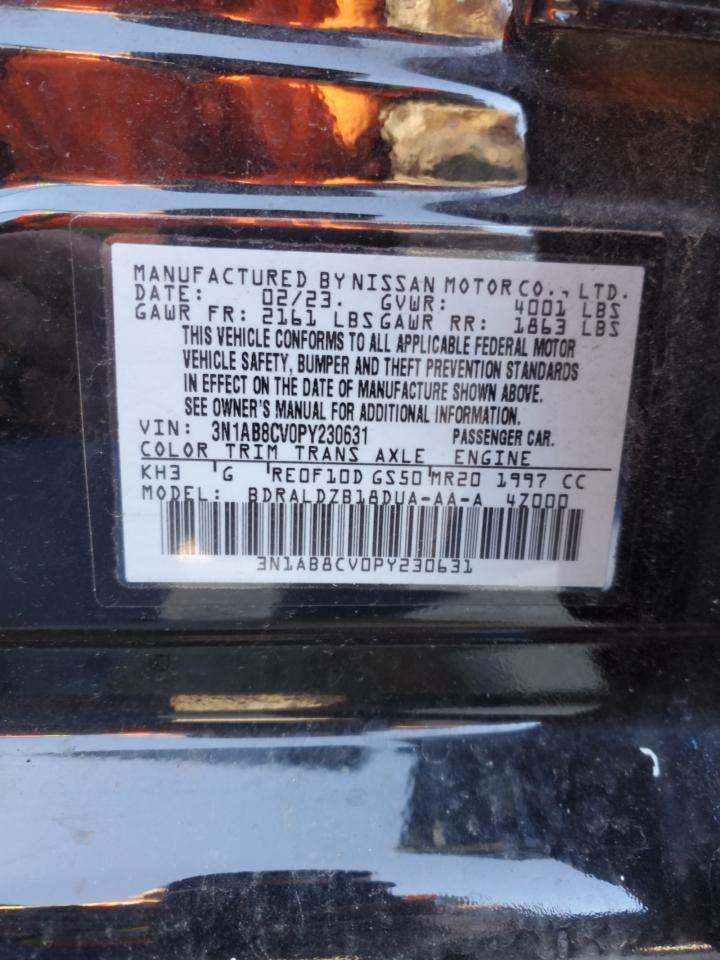 MANUFACTURED BY NISSAN MOTOR CO., LTD.
DATE: 02/23. GVWR: 4001 LBS
GAWR FR: 2161 LBS GAWR RR: 1863 LBS
THIS VEHICLE CONFORMS TO ALL APPLICABLE FEDERAL MOTOR
VEHICLE SAFETY, BUMPER AND THEFT PREVENTION STANDARDS
IN EFFECT ON THE DATE OF MANUFACTURE SHOWN ABOVE.
SEE OWNER'S MANUAL FOR ADDITIONAL INFORMATION.
VIN: 3N1AB8CV0PY230631 PASSENGER CAR.
COLOR TRIM TRANS AXLE ENGINE
KH3 'G 'RE0F10D GS50'MR20 1997 CC
MODEL: BDRALDZB18DUA-AA-A 4Z000
3N1AB8CV0PY230631